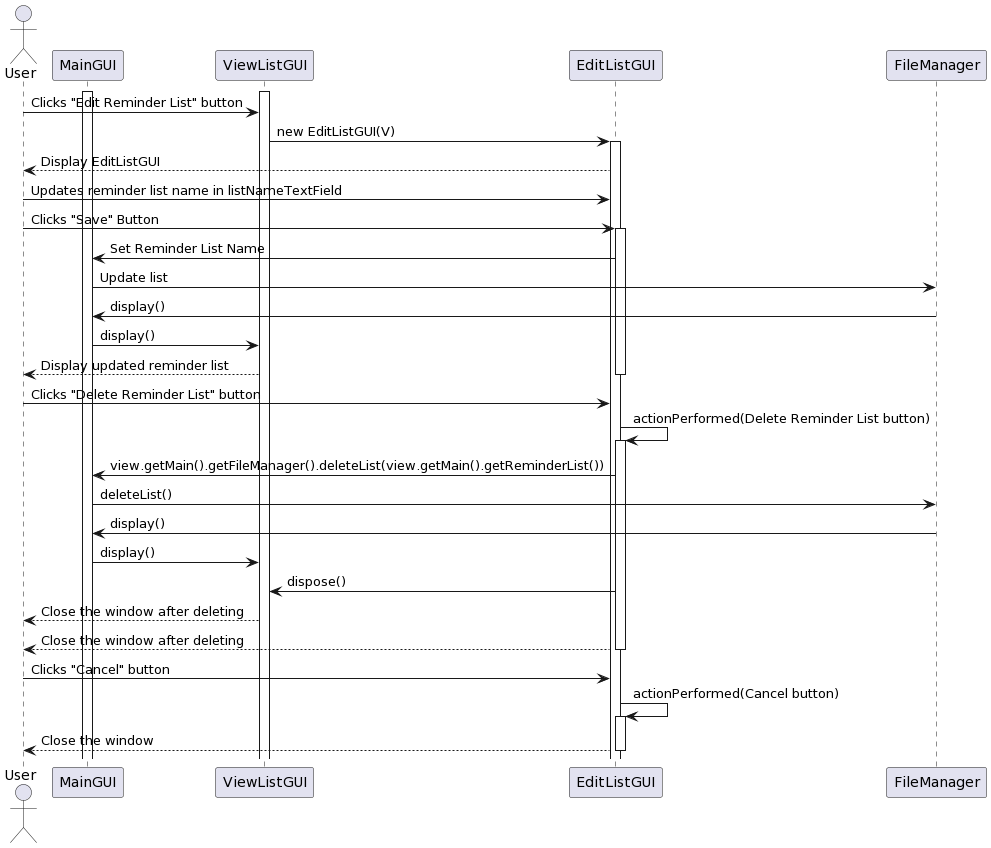 User
MainGUI
ViewListGUI
EditListGUI
FileManager
Clicks "Edit Reminder List" button
new EditListGUI(V)
Display EditListGUI
Updates reminder list name in listNameTextField
Clicks "Save" Button
Set Reminder List Name
Update list
display()
display()
Display updated reminder list
Clicks "Delete Reminder List" button
actionPerformed(Delete Reminder List button)
view.getMain().getFileManager().deleteList(view.getMain().getReminderList())
deleteList()
display()
display()
dispose()
Close the window after deleting
Close the window after deleting
Clicks "Cancel" button
actionPerformed(Cancel button)
Close the window
User
MainGUI
ViewListGUI
EditListGUI
FileManager